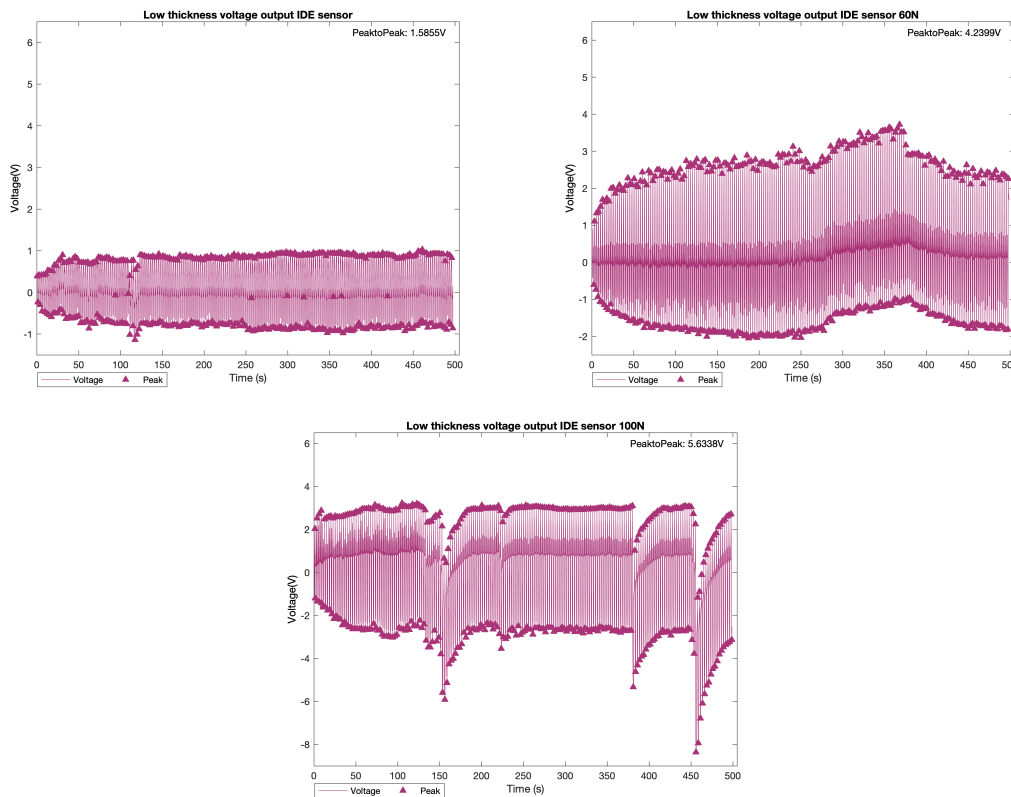 Low thickness voltage output IDE sensor
PeaktoPeak: 1.5855V
Voltage(V)
6
5
4
3
2
1
0
-1
0 50 100 150 200 250 300 350 400 450 500
Time (s)
Voltage Peak
Low thickness voltage output IDE sensor 60N
PeaktoPeak: 4.2399V
Voltage(V)
6
5
4
3
2
1
0
-1
-2
0 50 100 150 200 250 300 350 400 450 500
Time (s)
Voltage Peak
Low thickness voltage output IDE sensor 100N
PeaktoPeak: 5.6338V
Voltage(V)
6
4
2
0
-2
-4
-6
-8
0 50 100 150 200 250 300 350 400 450 500
Time (s)
Voltage Peak